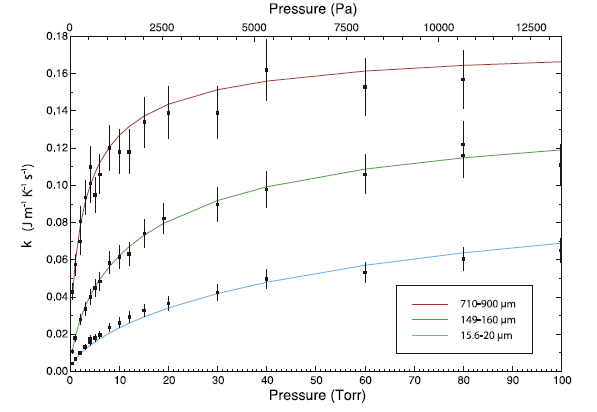 Pressure (Pa)
0 2500 5000 7500 10000 12500
0.18
0.16
0.14
0.12
0.10
0.08
0.06
0.04
0.02
0.00
k (J m⁻¹ K⁻¹ s⁻¹)
710-900 µm
149-160 µm
15.6-20 µm
0 10 20 30 40 50 60 70 80 90 100
Pressure (Torr)